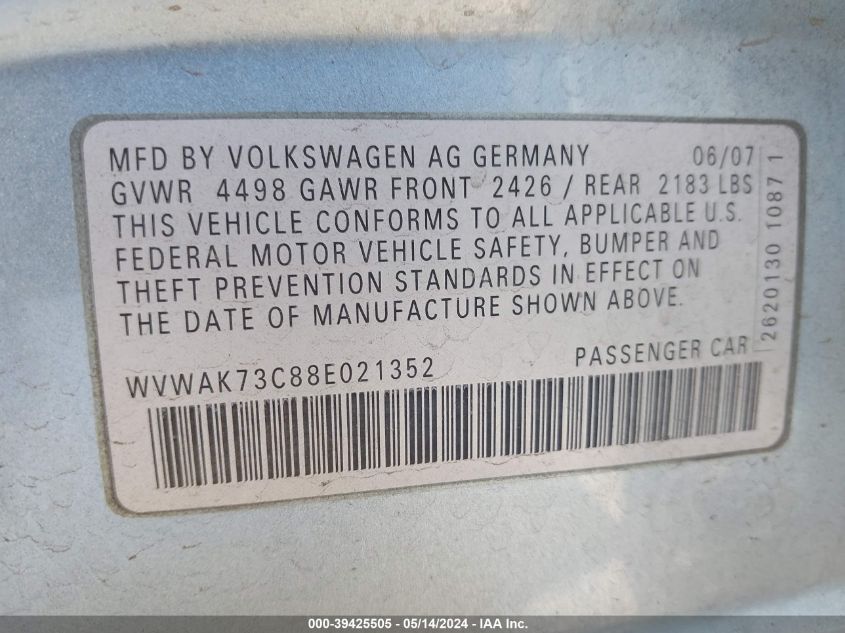 MFD BY VOLKSWAGEN AG GERMANY 06/07
GVWR 4498 GAWR FRONT 2426 / REAR 2183 LBS
THIS VEHICLE CONFORMS TO ALL APPLICABLE U.S.
FEDERAL MOTOR VEHICLE SAFETY, BUMPER AND
THEFT PREVENTION STANDARDS IN EFFECT ON
THE DATE OF MANUFACTURE SHOWN ABOVE.
WVWAK73C88E021352 PASSENGER CAR
2620130 10871
000-39425505 - 05/14/2024 - IAA Inc.